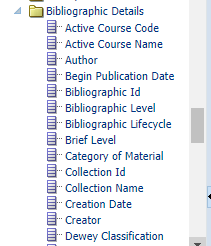 Bibliographic Details
Active Course Code
Active Course Name
Author
Begin Publication Date
Bibliographic Id
Bibliographic Level
Bibliographic Lifecycle
Brief Level
Category of Material
Collection Id
Collection Name
Creation Date
Creator
Dewey Classification